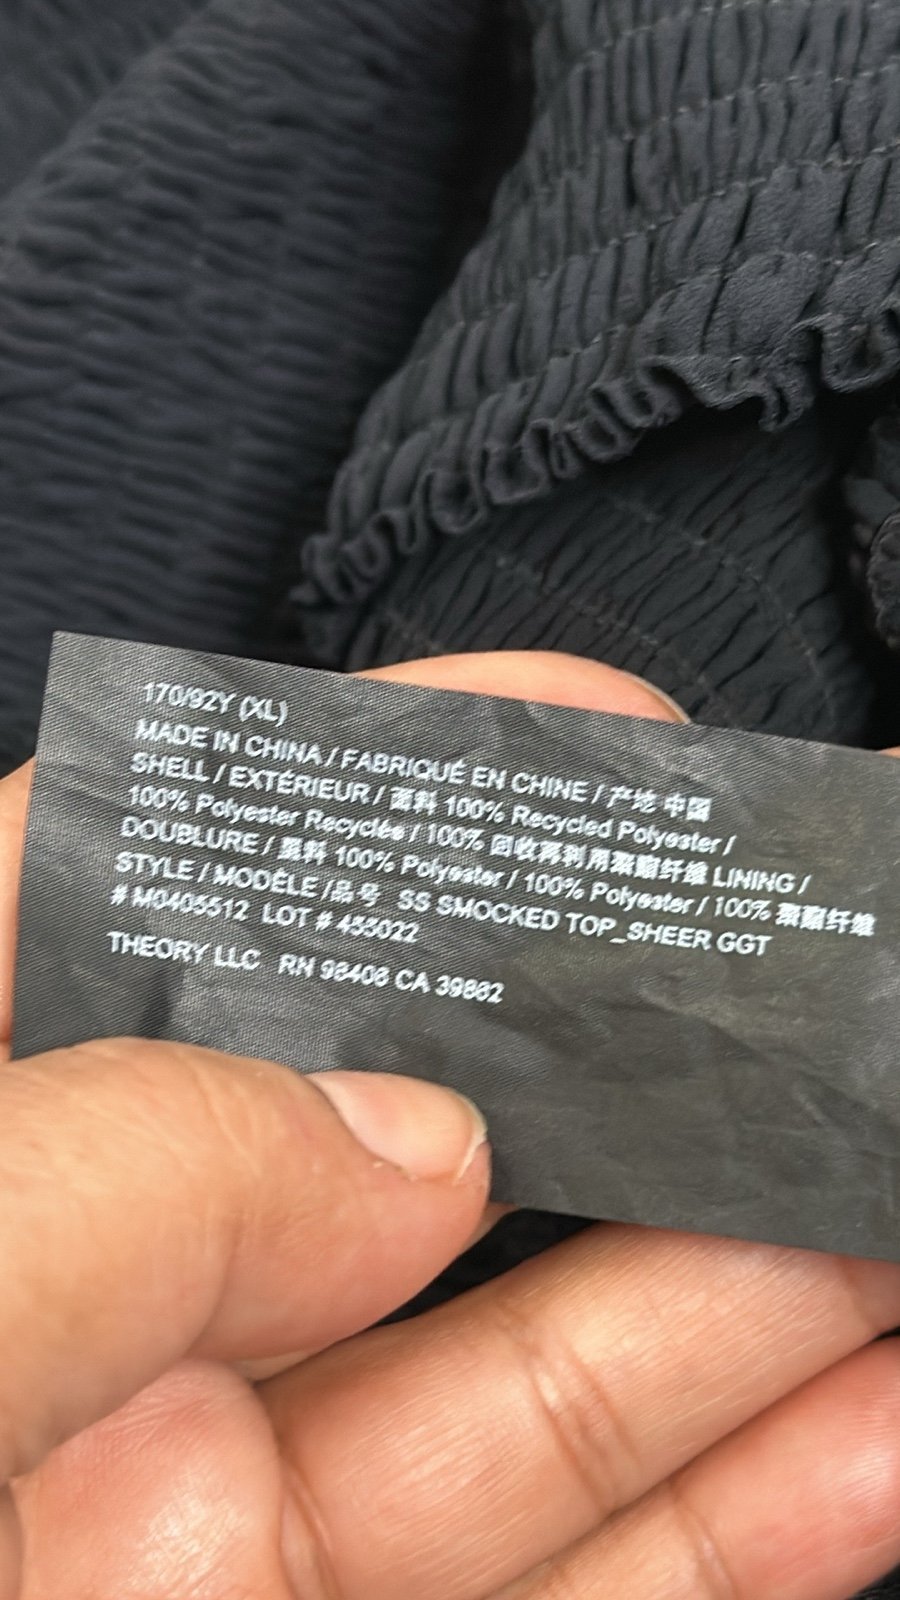 170/92Y (XL)
MADE IN CHINA / FABRIQUÉ EN CHINE / 产地 中国
SHELL / EXTÉRIEUR / 面料 100% Recycled Polyester /
100% Polyester Recyclée / 100% 回收再利用聚酯纤维 LINING /
DOUBLURE / 里料 100% Polyester / 100% Polyester / 100% 聚酯纤维
STYLE / MODÈLE /品号 SS SMOCKED TOP_SHEER GGT
# M0405512 LOT # 455022
THEORY LLC RN 98408 CA 39882